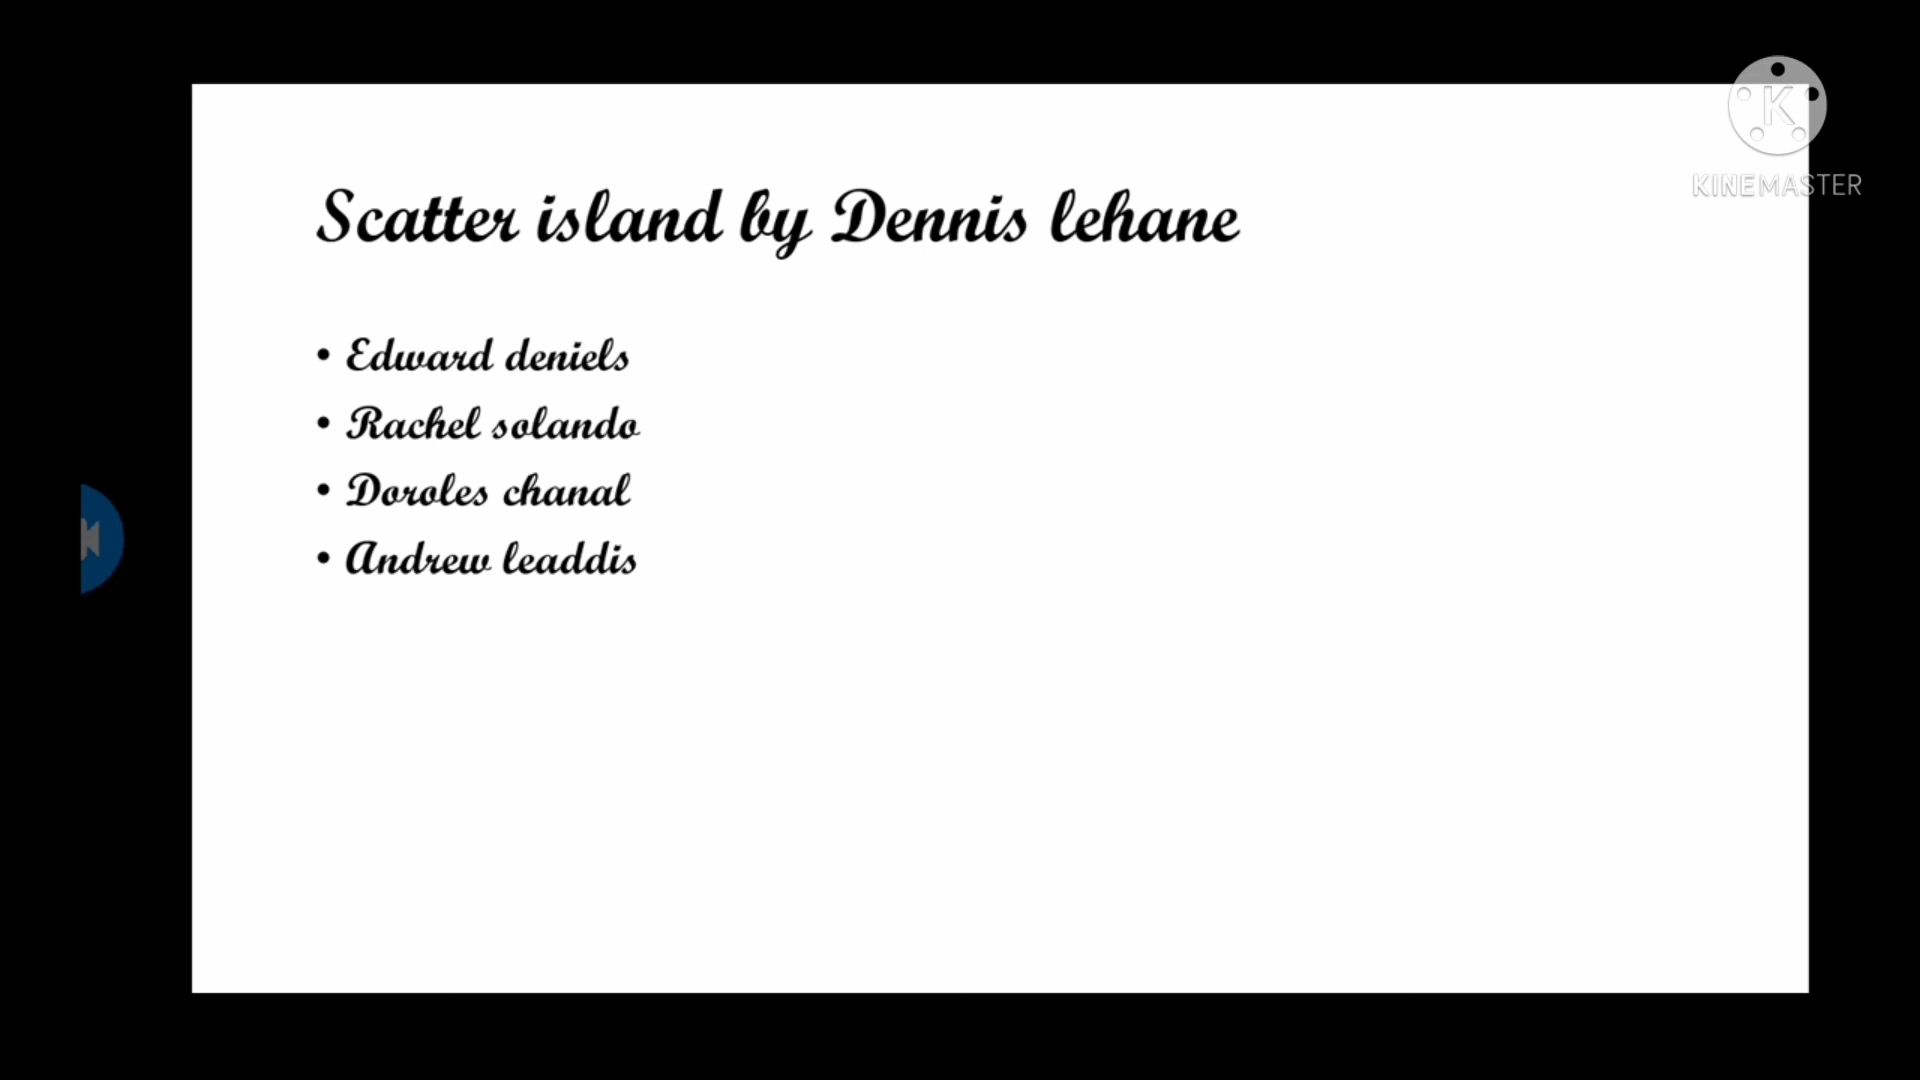 Scatter island by Dennis lehane
• Edward deniels
• Rachel solando
• Doroles chanal
• Andrew leaddis
K
KINEMASTER